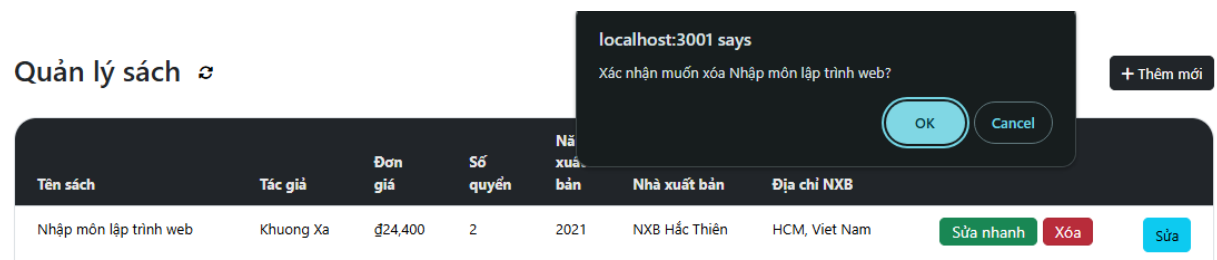 localhost:3001 says
Xác nhận muốn xóa Nhập môn lập trình web?
OK Cancel
Quản lý sách
+ Thêm mới
Tên sách Tác giả Đơn giá Số quyển xuất bản Nhà xuất bản Địa chỉ NXB
Nhập môn lập trình web Khuong Xa ₫24,400 2 2021 NXB Hắc Thiên HCM, Viet Nam Sửa nhanh Xóa Sửa